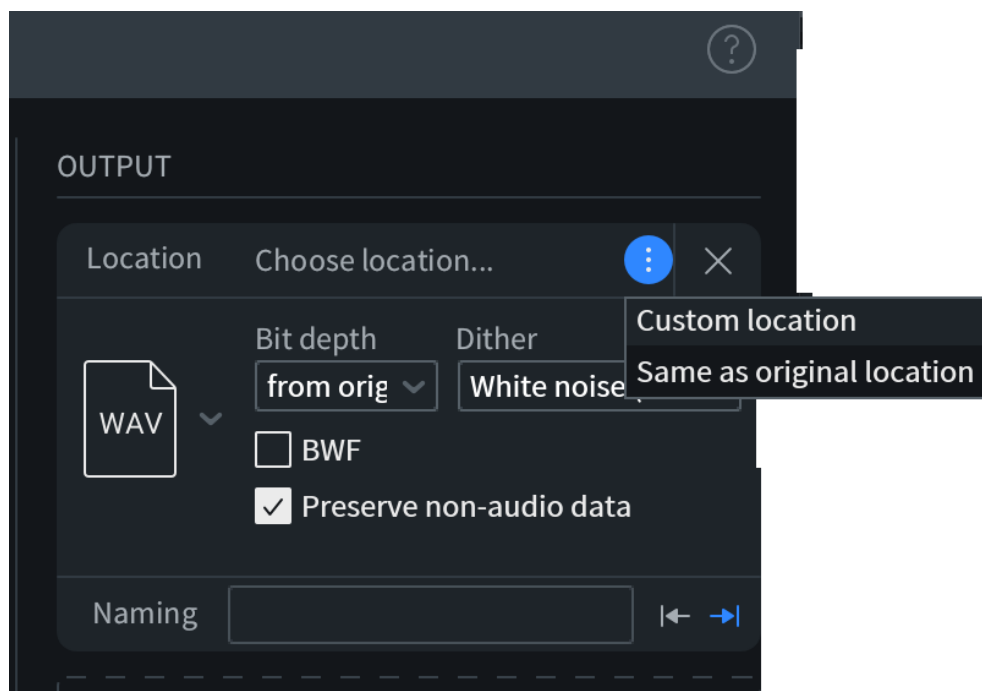 ?
OUTPUT
Location Choose location...
Custom location
Same as original location
Bit depth Dither
from orig White noise
WAV
BWF
Preserve non-audio data
Naming